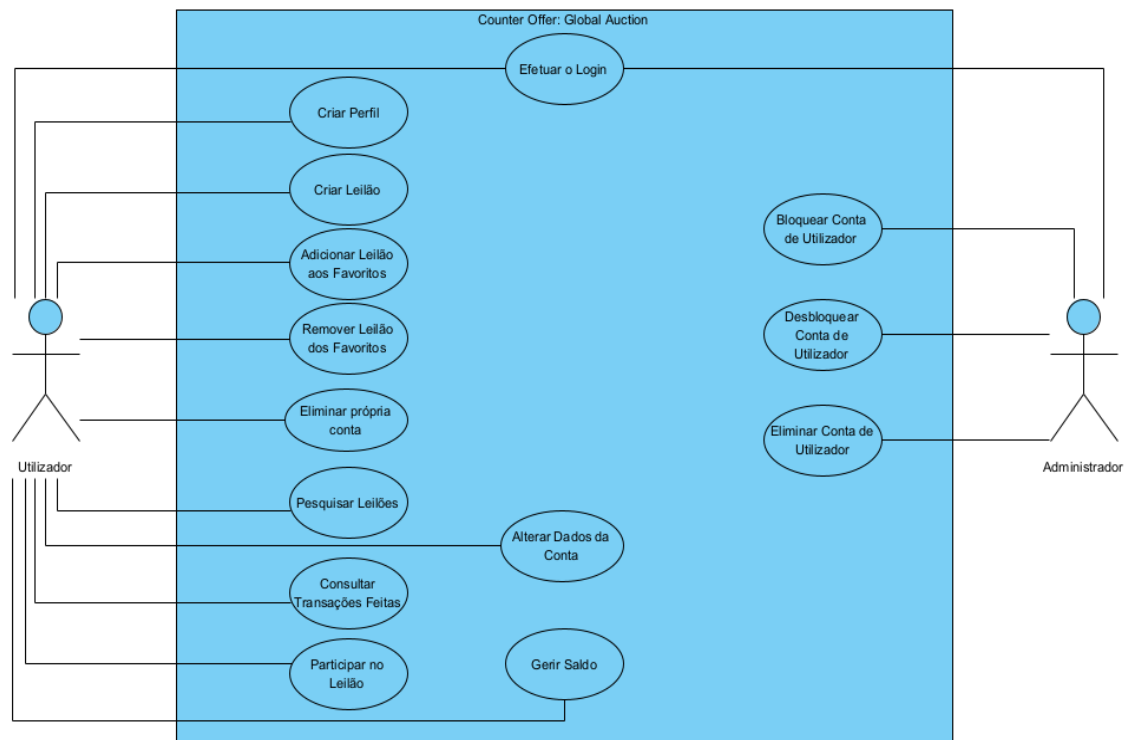 Counter Offer: Global Auction
Efetuar o Login
Criar Perfil
Criar Leilão
Bloquear Conta
de Utilizador
Adicionar Leilão
aos Favoritos
Remover Leilão
dos Favoritos
Desbloquear
Conta de
Utilizador
Eliminar própria
conta
Eliminar Conta de
Utilizador
Utilizador
Administrador
Pesquisar Leilões
Alterar Dados da
Conta
Consultar
Transações Feitas
Participar no
Leilão
Gerir Saldo